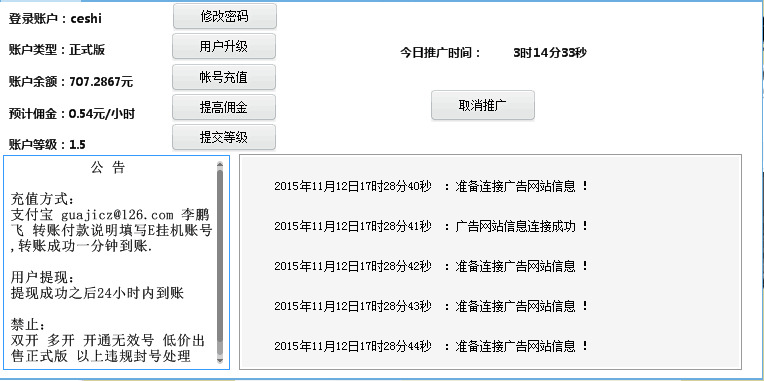 登录账户：ceshi
修改密码
账户类型：正式版
用户升级
今日推广时间： 3时14分33秒
账户余额：707.2867元
帐号充值
预计佣金：0.54元/小时
提高佣金
取消推广
账户等级：1.5
提交等级
公 告
充值方式：
支付宝 guajicz@126.com 李鹏
飞 转账付款说明填写E挂机账号
,转账成功一分钟到账.
用户提现：
提现成功之后24小时内到账
禁止：
双开 多开 开通无效号 低价出
售正式版 以上违规封号处理
2015年11月12日17时28分40秒 ：准备连接广告网站信息 ！
2015年11月12日17时28分41秒 ：广告网站信息连接成功 ！
2015年11月12日17时28分42秒 ：准备连接广告网站信息 ！
2015年11月12日17时28分43秒 ：准备连接广告网站信息 ！
2015年11月12日17时28分44秒 ：准备连接广告网站信息 ！